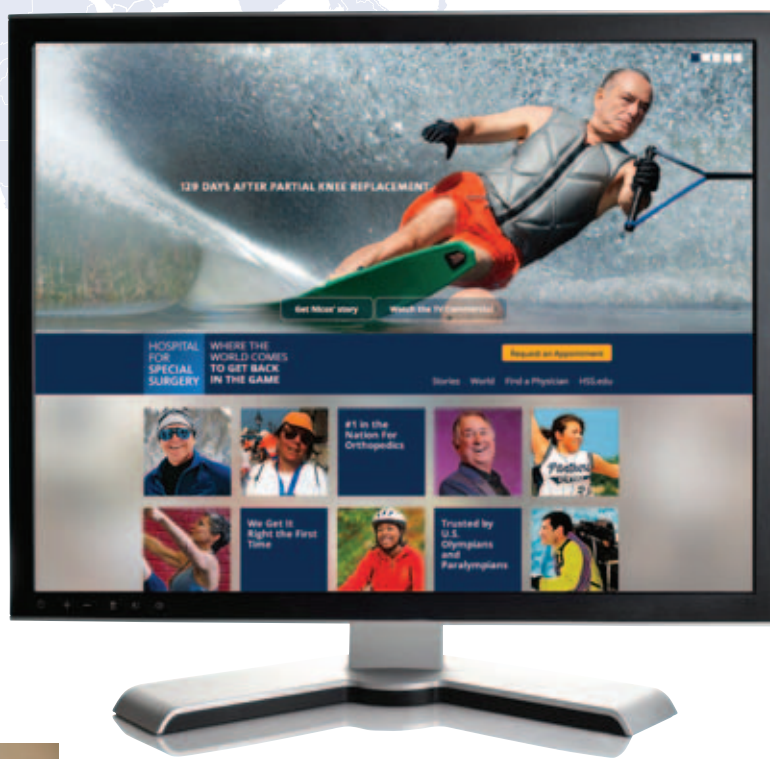 129 DAYS AFTER PARTIAL KNEE REPLACEMENT.
Get Nicos' story
Watch the TV Commercial
HOSPITAL
FOR
SPECIAL
SURGERY
WHERE THE
WORLD COMES
TO GET BACK
IN THE GAME
Request an Appointment
Stories World Find a Physician HSS.edu
#1 in the
Nation For
Orthopedics
We Get It
Right the First
Time
Trusted by
U.S.
Olympians
and
Paralympians